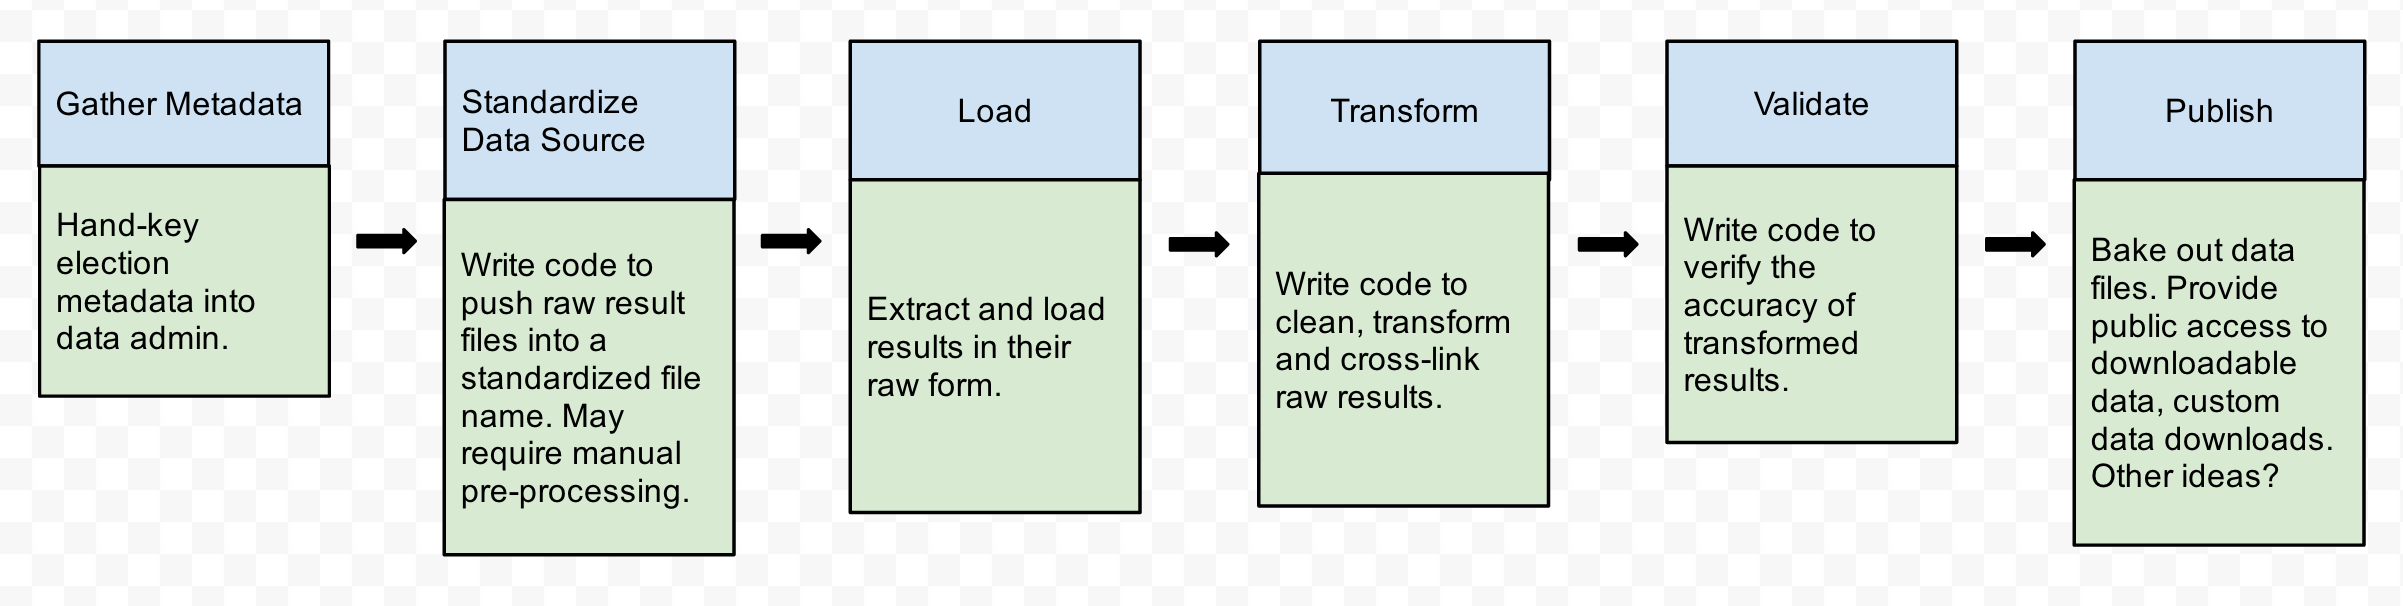 Gather Metadata
Hand-key
election
metadata into
data admin.
Standardize
Data Source
Write code to
push raw result
files into a
standardized file
name. May
require manual
pre-processing.
Load
Extract and load
results in their
raw form.
Transform
Write code to
clean, transform
and cross-link
raw results.
Validate
Write code to
verify the
accuracy of
transformed
results.
Publish
Bake out data
files. Provide
public access to
downloadable
data, custom
data downloads.
Other ideas?